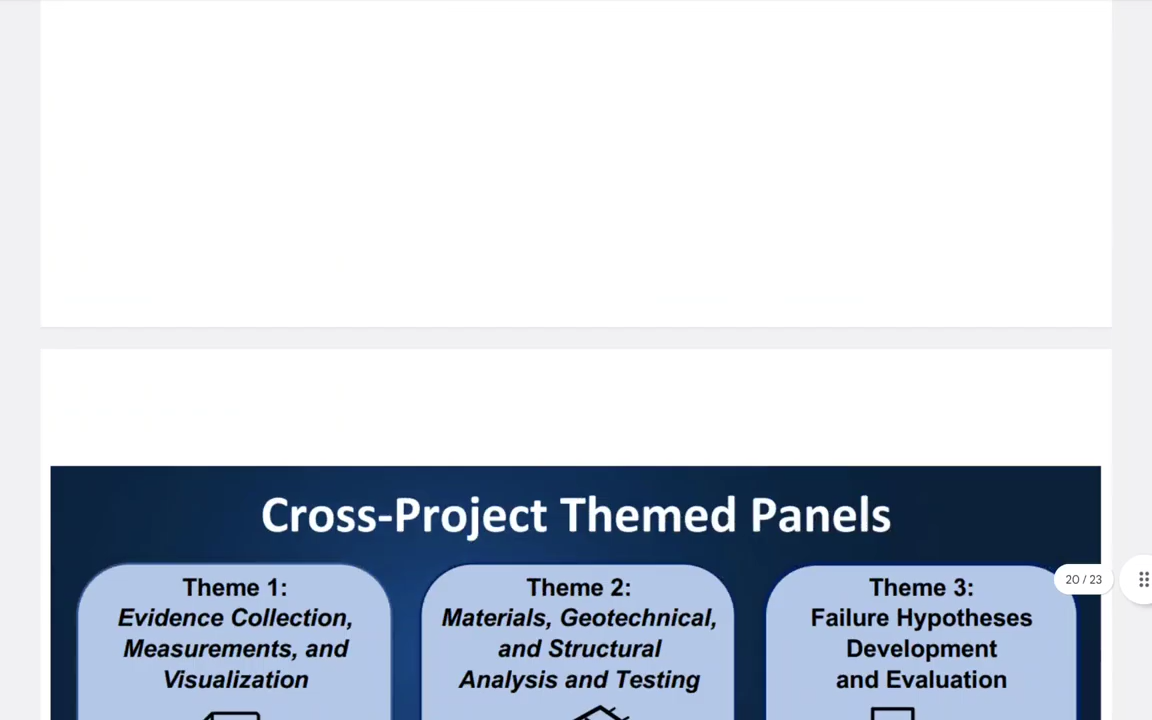 Cross-Project Themed Panels
Theme 1:
Evidence Collection,
Measurements, and
Visualization
Theme 2:
Materials, Geotechnical,
and Structural
Analysis and Testing
Theme 3:
Failure Hypotheses
Development
and Evaluation
20 / 23